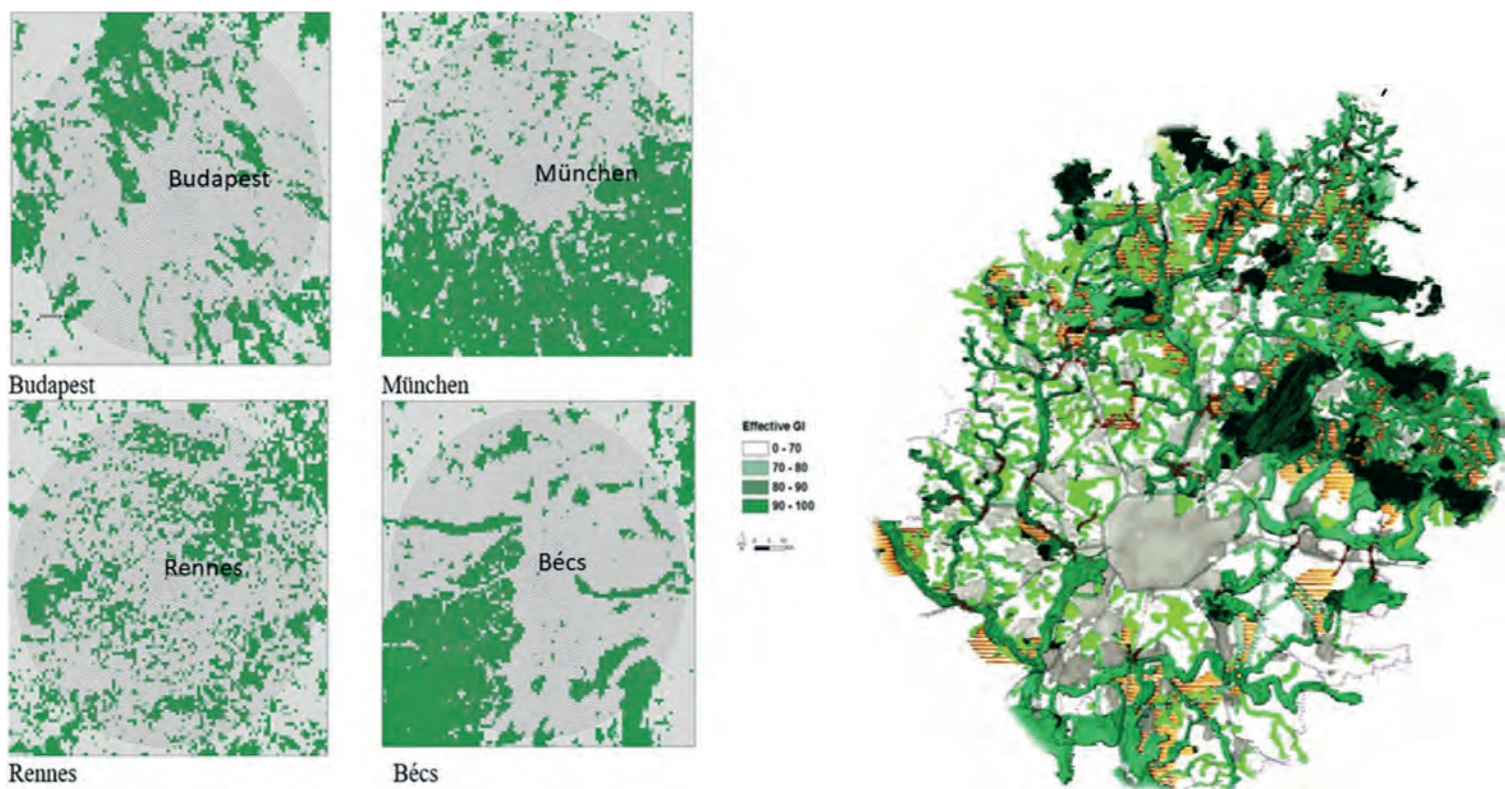 Budapest
München
Budapest
München
Rennes
Bécs
Rennes
Bécs
Effective GI
0 - 70
70 - 80
80 - 90
90 - 100